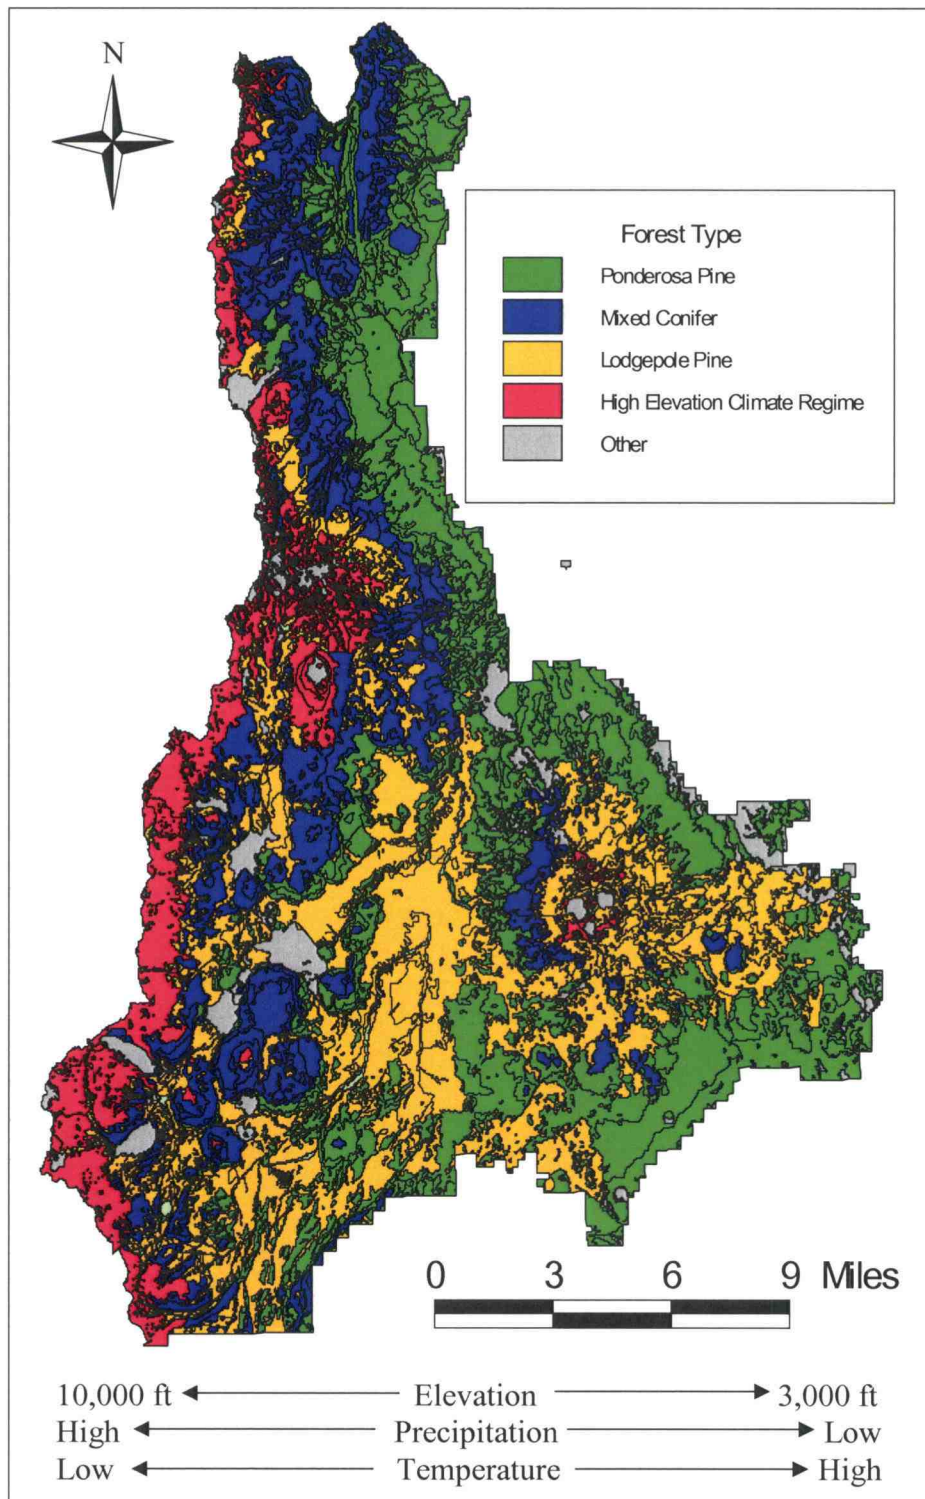 N
Forest Type
Ponderosa Pine
Mixed Conifer
Lodgepole Pine
High Elevation Climate Regime
Other
0 3 6 9 Miles
10,000 ft Elevation 3,000 ft
High Precipitation Low
Low Temperature High